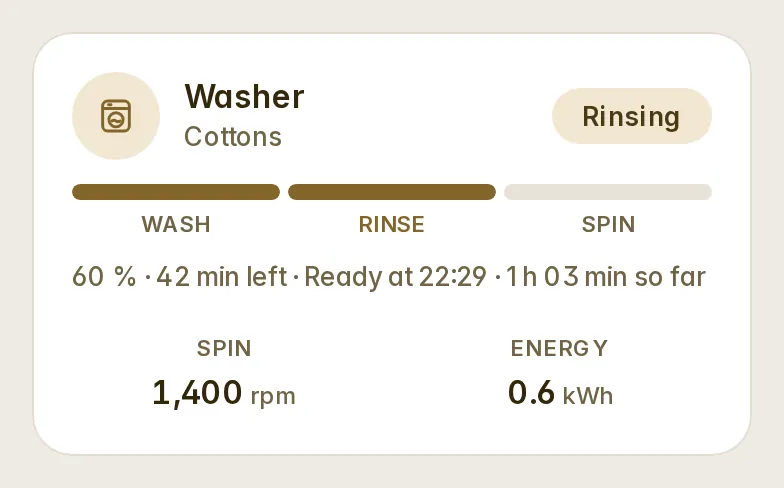 Washer
Cottons
Rinsing
WASH
RINSE
SPIN
60 % · 42 min left · Ready at 22:29 · 1 h 03 min so far
SPIN
ENERGY
1,400 rpm
0.6 kWh